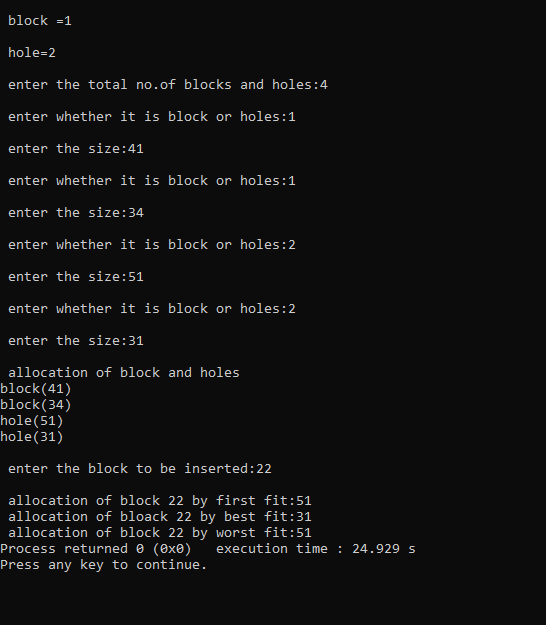 block =1
hole=2
enter the total no.of blocks and holes:4
enter whether it is block or holes:1
enter the size:41
enter whether it is block or holes:1
enter the size:34
enter whether it is block or holes:2
enter the size:51
enter whether it is block or holes:2
enter the size:31
allocation of block and holes
block(41)
block(34)
hole(51)
hole(31)
enter the block to be inserted:22
allocation of block 22 by first fit:51
allocation of bloack 22 by best fit:31
allocation of block 22 by worst fit:51
Process returned 0 (0x0)   execution time : 24.929 s
Press any key to continue.